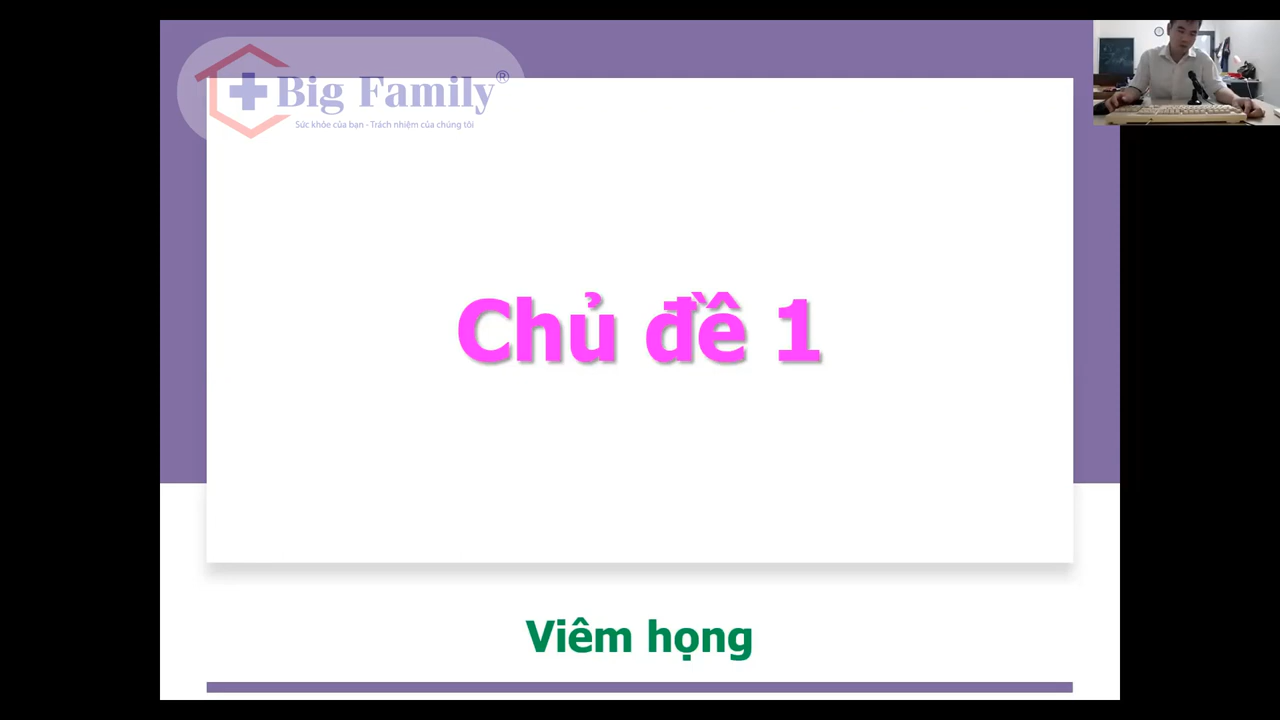 Big Family®
Sức khỏe của bạn - Trách nhiệm của chúng tôi
Chủ đề 1
Viêm họng